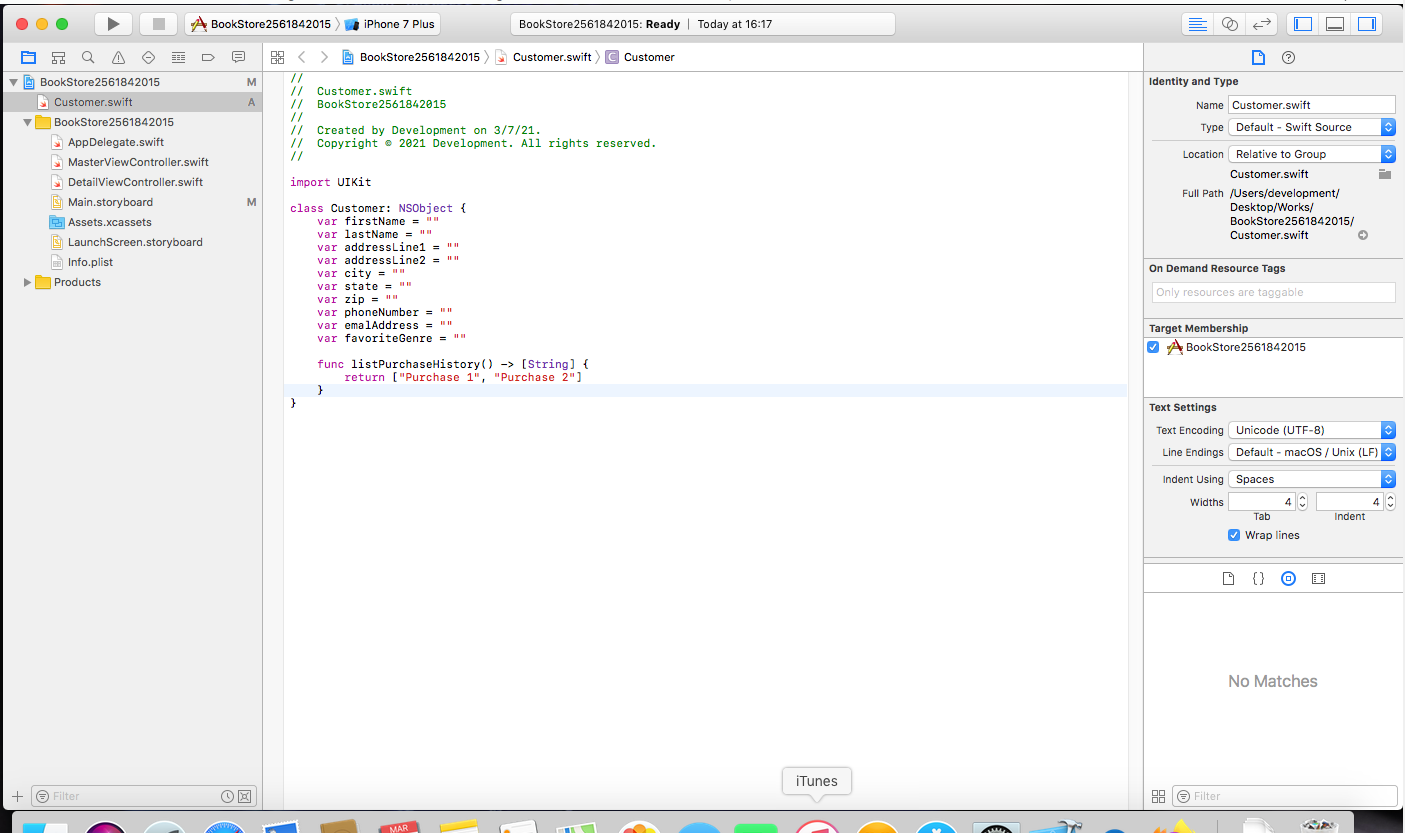 BookStore2561842015
iPhone 7 Plus
BookStore2561842015: Ready | Today at 16:17
BookStore2561842015 M
Customer.swift A
BookStore2561842015
AppDelegate.swift
MasterViewController.swift
DetailViewController.swift
Main.storyboard M
Assets.xcassets
LaunchScreen.storyboard
Info.plist
Products
Filter
BookStore2561842015
Customer.swift
C Customer
//
// Customer.swift
// BookStore2561842015
//
// Created by Development on 3/7/21.
// Copyright © 2021 Development. All rights reserved.
//
import UIKit
class Customer: NSObject {
var firstName = ""
var lastName = ""
var addressLine1 = ""
var addressLine2 = ""
var city = ""
var state = ""
var zip = ""
var phoneNumber = ""
var emalAddress = ""
var favoriteGenre = ""
func listPurchaseHistory() -> [String] {
return ["Purchase 1", "Purchase 2"]
}
}
Identity and Type
Name Customer.swift
Type Default - Swift Source
Location Relative to Group
Customer.swift
Full Path /Users/development/
Desktop/Works/
BookStore2561842015/
Customer.swift
On Demand Resource Tags
Only resources are taggable
Target Membership
BookStore2561842015
Text Settings
Text Encoding Unicode (UTF-8)
Line Endings Default - macOS / Unix (LF)
Indent Using Spaces
Widths 4 4
Tab Indent
Wrap lines
{ }
No Matches
Filter
iTunes
MAR